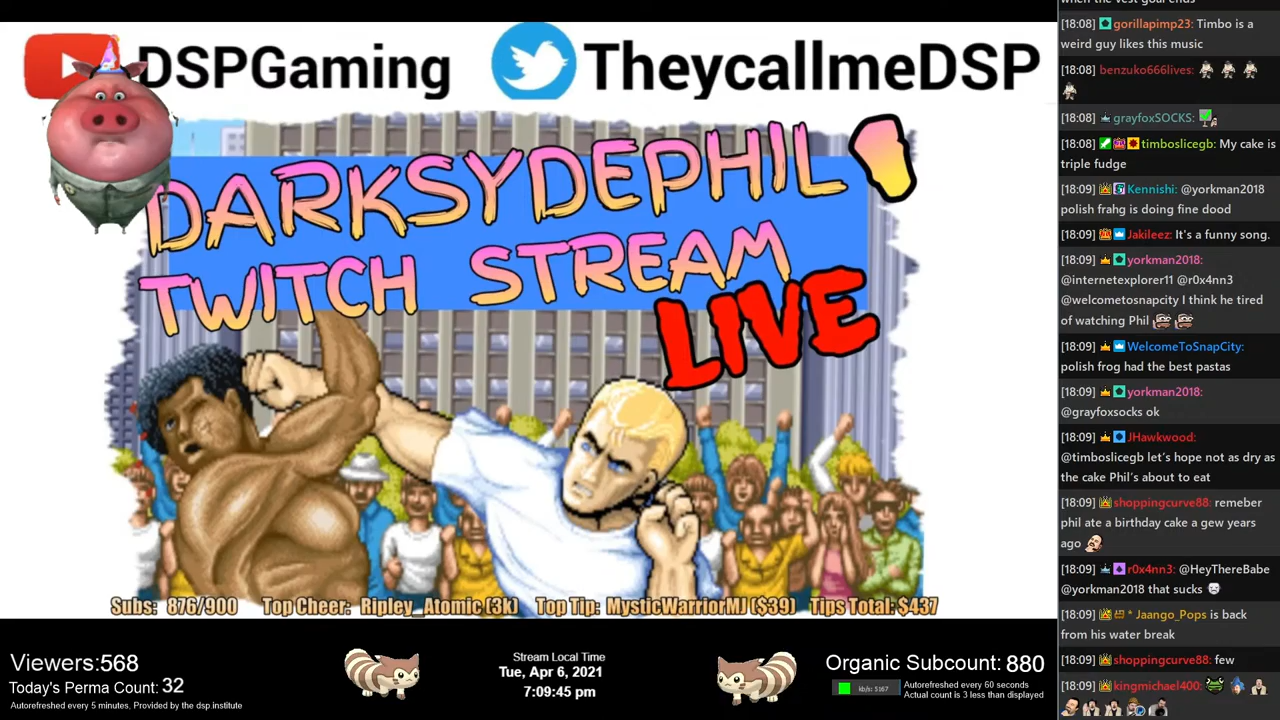 DSPGaming
TheycallmeDSP
DARKSYDEPHIL
TWITCH STREAM
LIVE
Subs: 876/900 Top Cheer: Ripley_Atomic (3k) Top Tip: MysticWarriorMJ ($39) Tips Total: $437
Viewers:568
Today's Perma Count: 32
Autorefreshed every 5 minutes, Provided by the dsp institute
Stream Local Time
Tue, Apr 6, 2021
7:09:45 pm
Organic Subcount: 880
kb/s: 5167
Autorefreshed every 60 seconds
Actual count is 3 less than displayed
when the vest goal ends
[18:08] gorillapimp23: Timbo is a
weird guy likes this music
[18:08] benzuko666lives:
[18:08] grayfoxSOCKS:
[18:08] timboslicegb: My cake is
triple fudge
[18:09] Kennishi: @yorkman2018
polish frahg is doing fine dood
[18:09] Jakileez: It's a funny song.
[18:09] yorkman2018:
@internetexplorer11 @r0x4nn3
@welcometosnapcity I think he tired
of watching Phil
[18:09] WelcomeToSnapCity:
polish frog had the best pastas
[18:09] yorkman2018:
@grayfoxsocks ok
[18:09] JHawkwood:
@timboslicegb let's hope not as dry as
the cake Phil's about to eat
[18:09] shoppingcurve88: remeber
phil ate a birthday cake a gew years
ago
[18:09] r0x4nn3: @HeyThereBabe
@yorkman2018 that sucks
[18:09] * Jaango_Pops is back
from his water break
[18:09] shoppingcurve88: few
[18:09] kingmichael400: